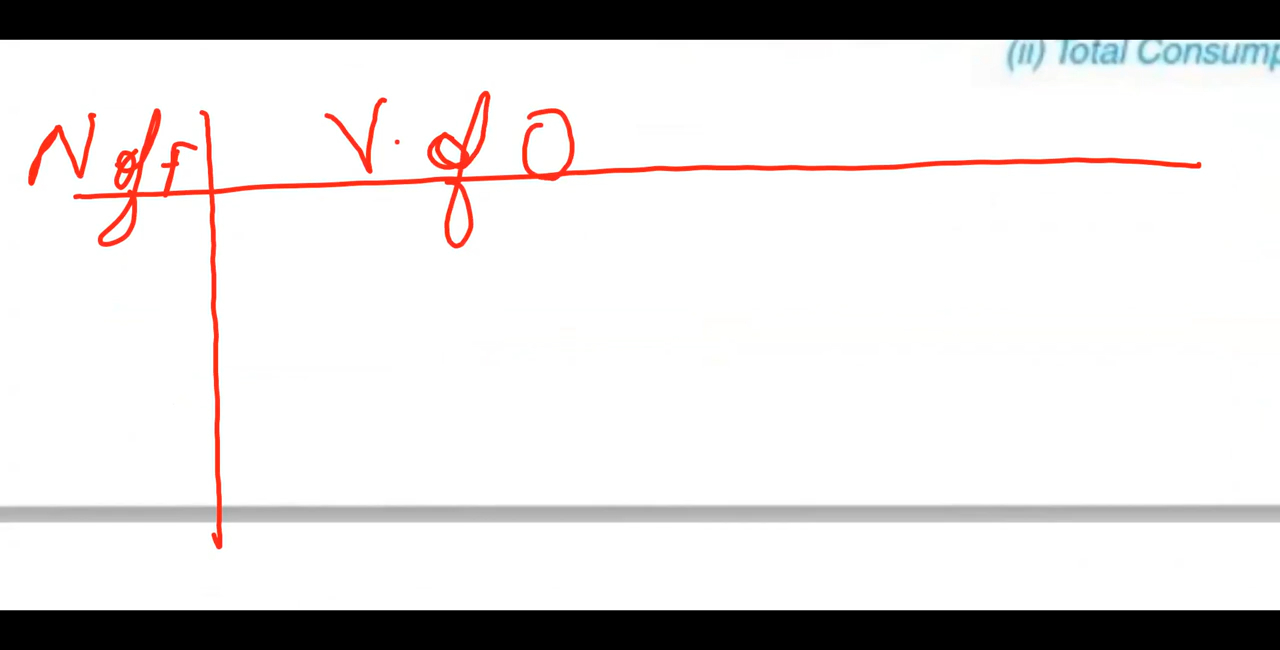 (ii) Total Consump
N of F V. of O